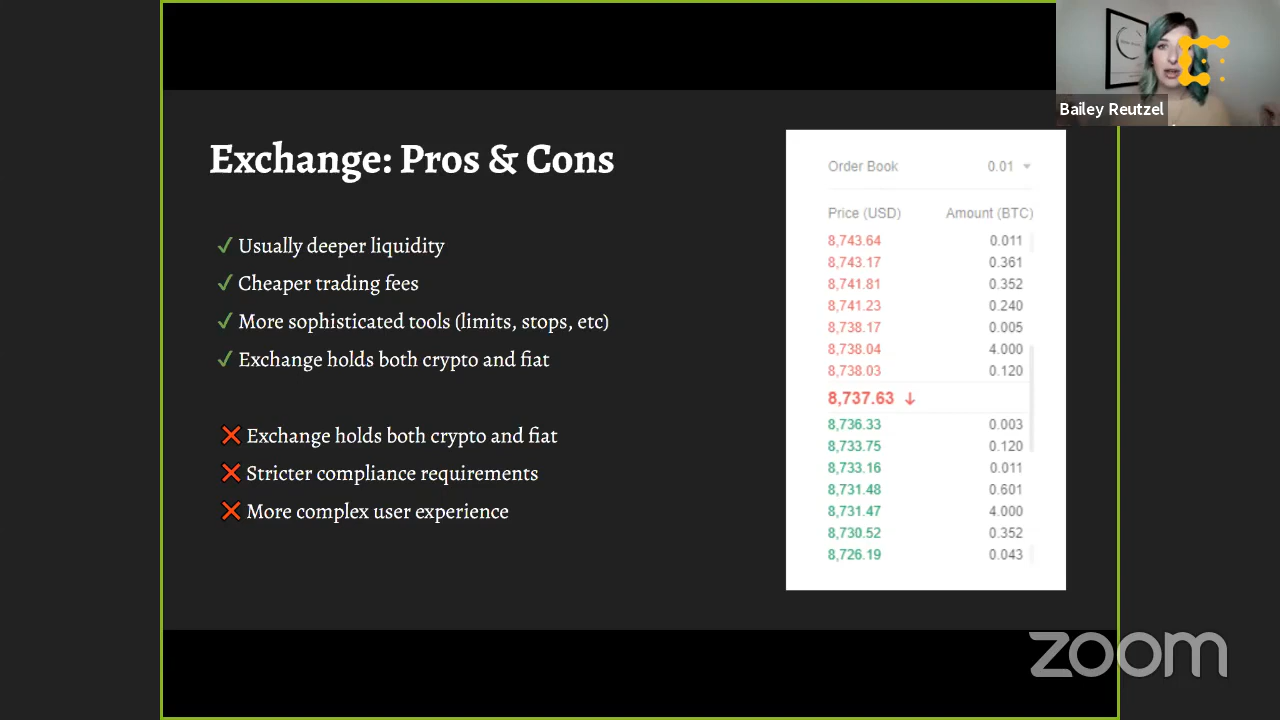 Bailey Reutzel
Exchange: Pros & Cons
✓ Usually deeper liquidity
✓ Cheaper trading fees
✓ More sophisticated tools (limits, stops, etc)
✓ Exchange holds both crypto and fiat
❌ Exchange holds both crypto and fiat
❌ Stricter compliance requirements
❌ More complex user experience
Order Book 0.01
Price (USD) Amount (BTC)
8,743.64 0.011
8,743.17 0.361
8,741.81 0.352
8,741.23 0.240
8,738.17 0.005
8,738.04 4.000
8,738.03 0.120
8,737.63 ↓
8,736.33 0.003
8,733.75 0.120
8,733.16 0.011
8,731.48 0.601
8,731.47 4.000
8,730.52 0.352
8,726.19 0.043
zoom